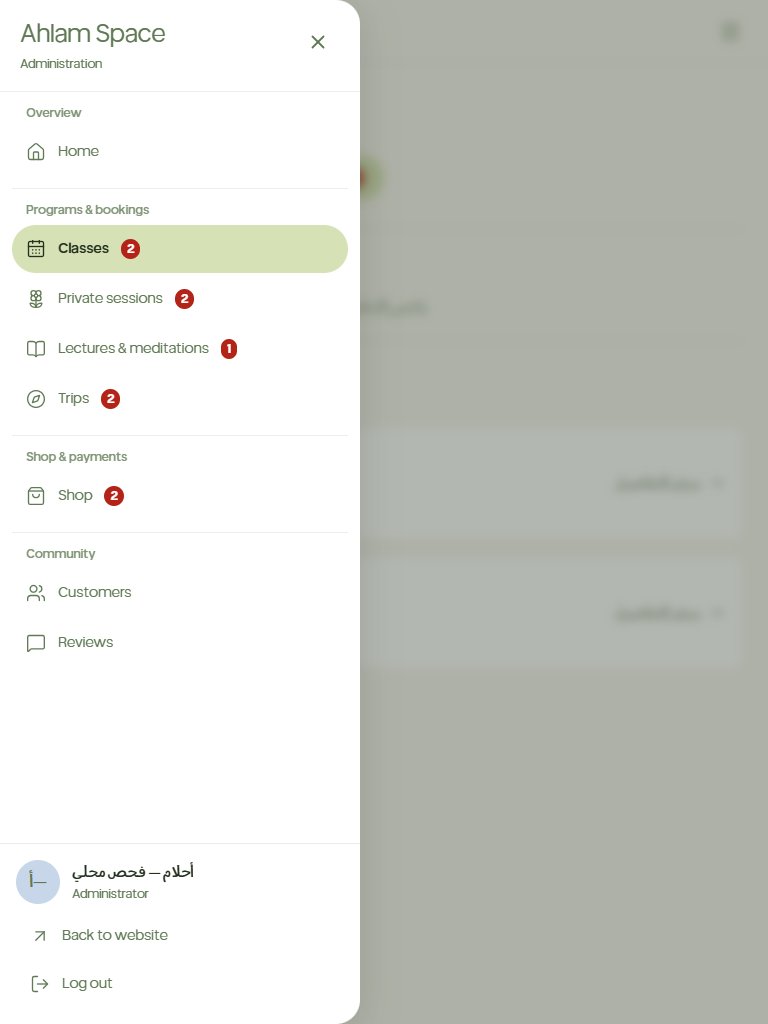 Ahlam Space
Administration
Overview
Home
Programs & bookings
Classes 2
Private sessions 2
Lectures & meditations 1
Trips 2
Shop & payments
Shop 2
Community
Customers
Reviews
أ—
أحلام — فحص محلي
Administrator
Back to website
Log out